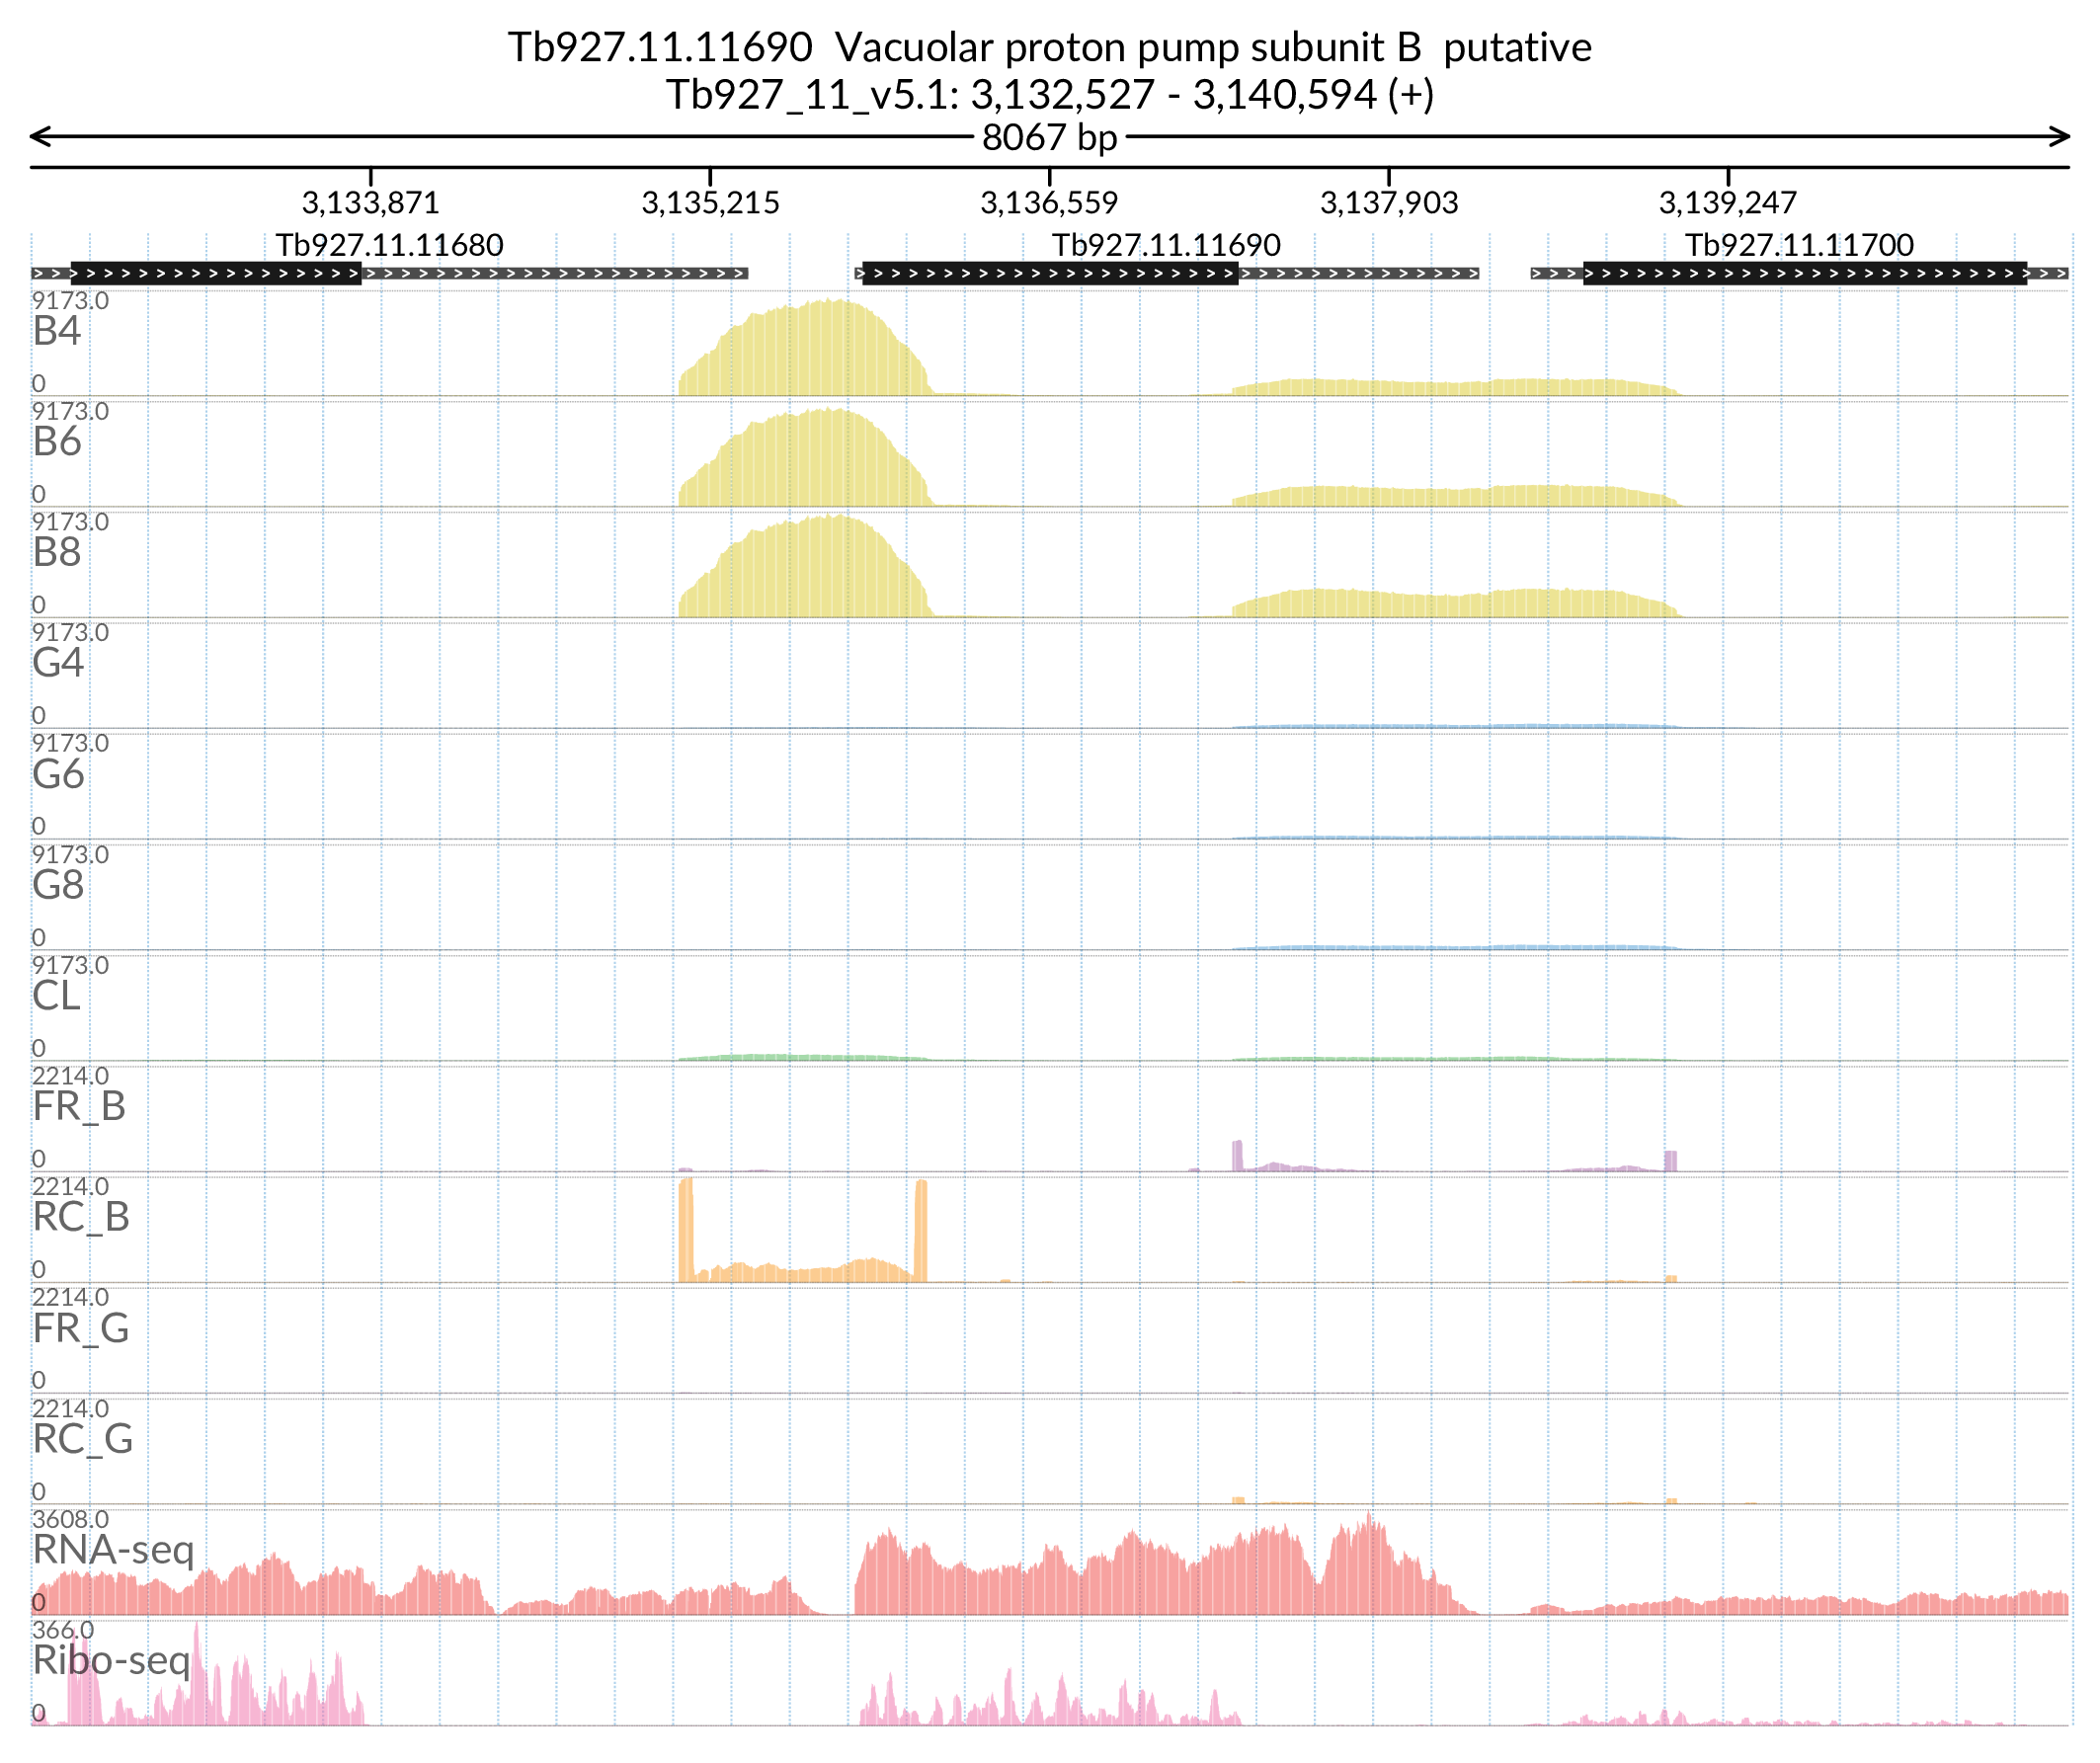 Tb927.11.11690 Vacuolar proton pump subunit B putative
Tb927_11_v5.1: 3,132,527 - 3,140,594 (+)
8067 bp
3,133,871 3,135,215 3,136,559 3,137,903 3,139,247
Tb927.11.11680 Tb927.11.11690 Tb927.11.11700
9173.0
B4
0
9173.0
B6
0
9173.0
B8
0
9173.0
G4
0
9173.0
G6
0
9173.0
G8
0
9173.0
CL
0
2214.0
FR_B
0
2214.0
RC_B
0
2214.0
FR_G
0
2214.0
RC_G
0
3608.0
RNA-seq
0
366.0
Ribo-seq
0